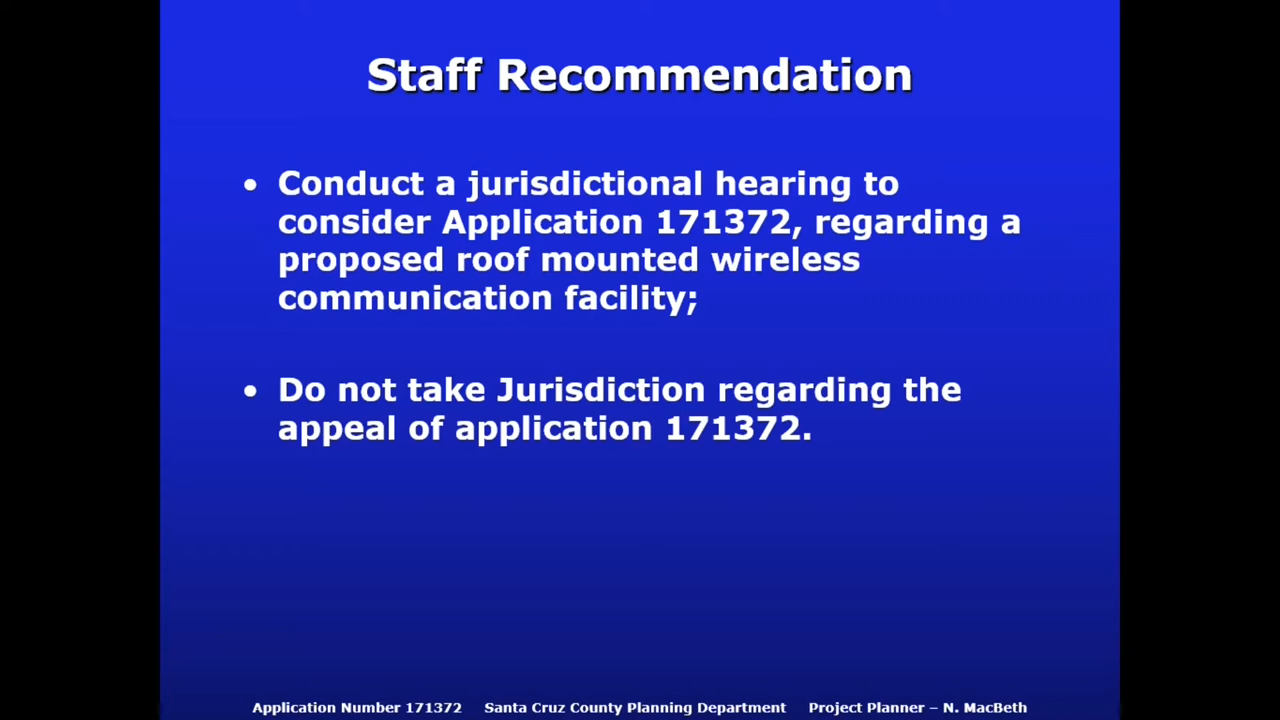 Staff Recommendation
• Conduct a jurisdictional hearing to
consider Application 171372, regarding a
proposed roof mounted wireless
communication facility;
• Do not take Jurisdiction regarding the
appeal of application 171372.
Application Number 171372 Santa Cruz County Planning Department Project Planner – N. MacBeth